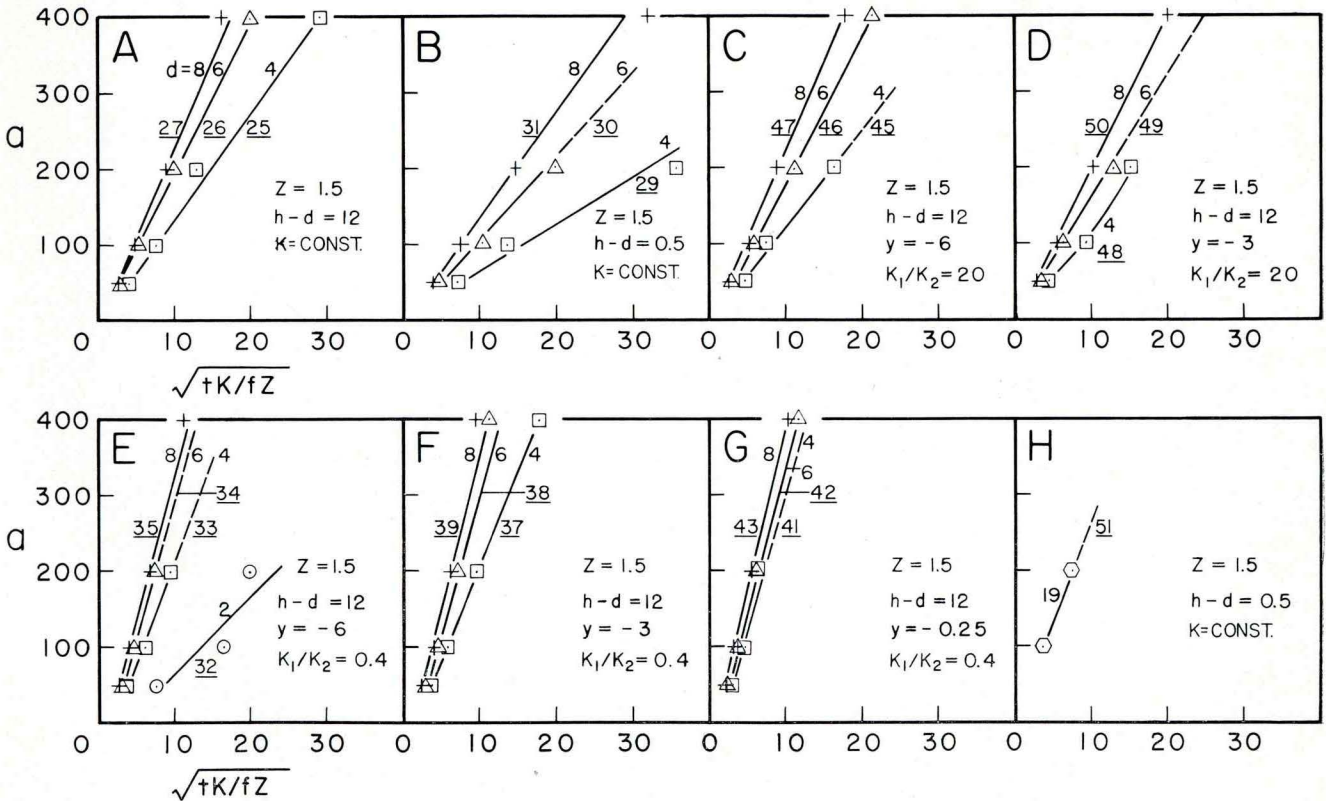 A
d=8 6 4
27 26 25
Z = 1.5
h - d = 12
K = CONST.
B
8 6 4
31 30 29
Z = 1.5
h - d = 0.5
K = CONST.
C
8 6 4
47 46 45
Z = 1.5
h - d = 12
y = - 6
K₁/K₂ = 20
D
8 6 4
50 49 48
Z = 1.5
h - d = 12
y = - 3
K₁/K₂ = 20
a
400
300
200
100
0 10 20 30 0 10 20 30 0 10 20 30 0 10 20 30
√tK/fZ
E
8 6 4 2
35 34 33 32
Z = 1.5
h - d = 12
y = - 6
K₁/K₂ = 0.4
F
8 6 4
39 38 37
Z = 1.5
h - d = 12
y = - 3
K₁/K₂ = 0.4
G
8 4 6
43 42 41
Z = 1.5
h - d = 12
y = - 0.25
K₁/K₂ = 0.4
H
19 51
Z = 1.5
h - d = 0.5
K = CONST.
a
400
300
200
100
0 10 20 30 0 10 20 30 0 10 20 30 0 10 20 30
√tK/fZ